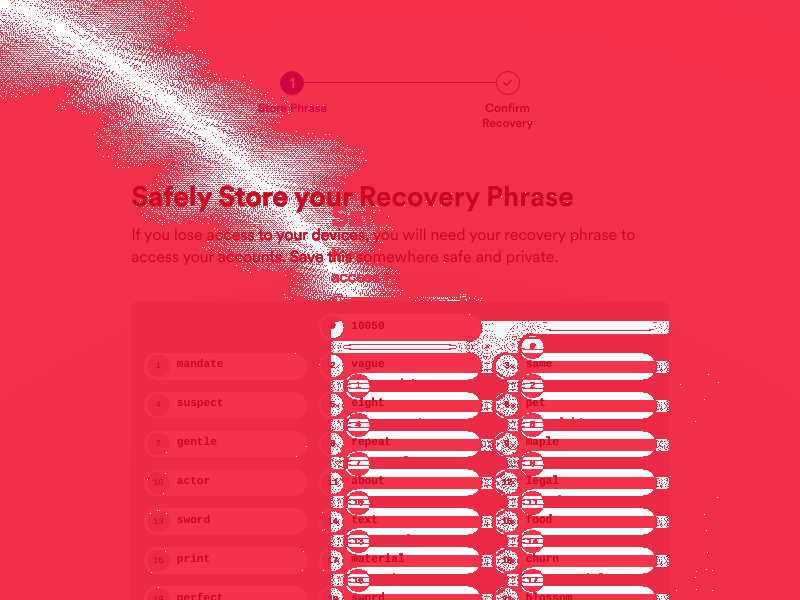 1
Store Phrase
Confirm
Recovery
Safely Store your Recovery Phrase
If you lose access to your devices, you will need your recovery phrase to
access your accounts. Save this somewhere safe and private.
access
10050
1 mandate vague 3 same
4 suspect eight pet
7 gentle repeat maple
10 actor about legal
13 sword text food
16 print material churn
19 perfect sword blossom